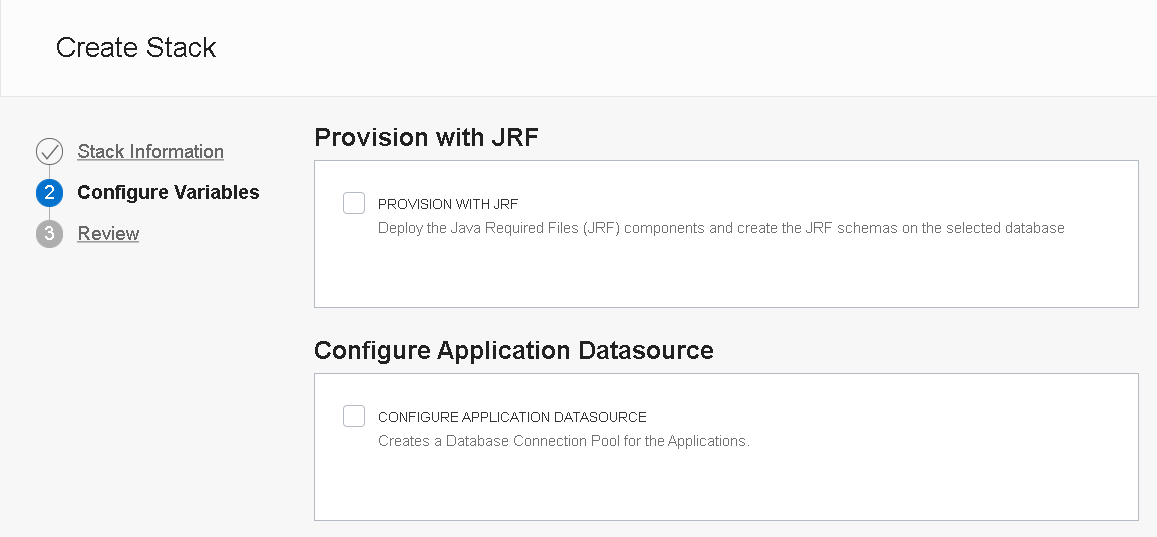 Create Stack
Stack Information
2 Configure Variables
3 Review
Provision with JRF
PROVISION WITH JRF
Deploy the Java Required Files (JRF) components and create the JRF schemas on the selected database
Configure Application Datasource
CONFIGURE APPLICATION DATASOURCE
Creates a Database Connection Pool for the Applications.